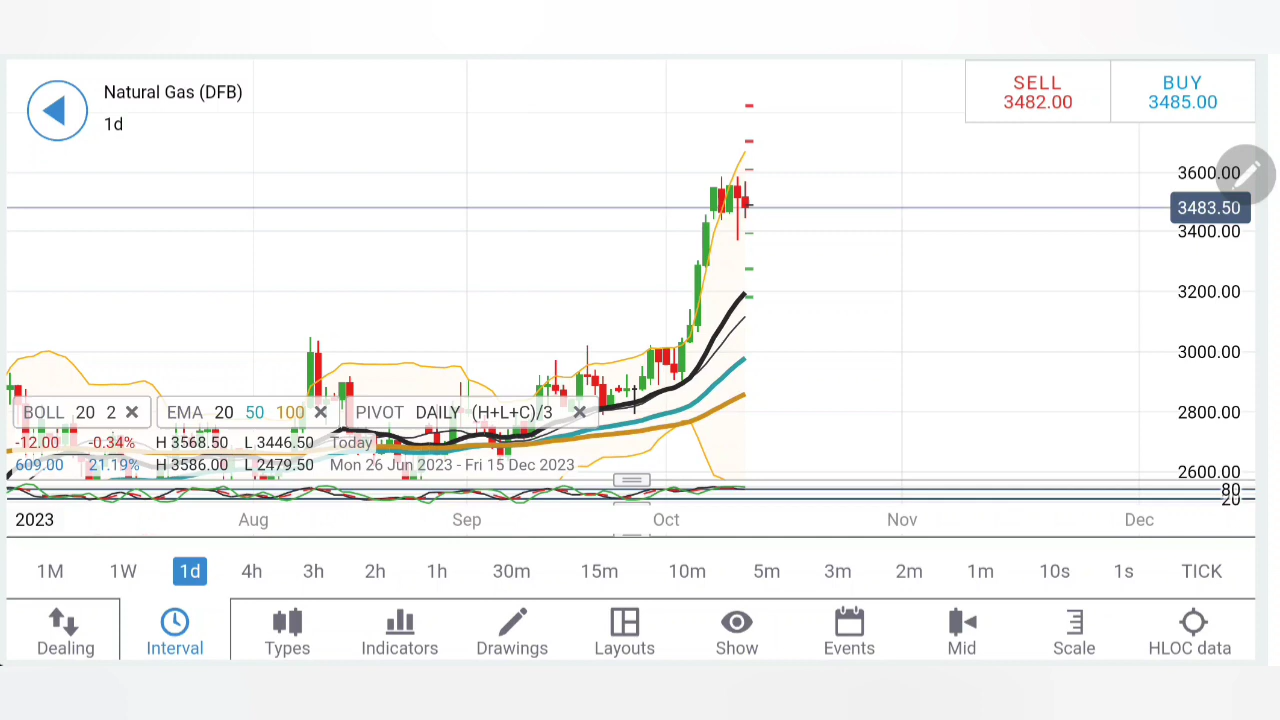 Natural Gas (DFB)
1d
SELL
3482.00
BUY
3485.00
3600.00
3483.50
3400.00
3200.00
3000.00
2800.00
2600.00
80
20
BOLL 20 2
EMA 20 50 100
PIVOT DAILY (H+L+C)/3
-12.00 -0.34% H 3568.50 L 3446.50 Today
609.00 21.19% H 3586.00 L 2479.50 Mon 26 Jun 2023 - Fri 15 Dec 2023
2023 Aug Sep Oct Nov Dec
1M 1W 1d 4h 3h 2h 1h 30m 15m 10m 5m 3m 2m 1m 10s 1s TICK
Dealing Interval Types Indicators Drawings Layouts Show Events Mid Scale HLOC data